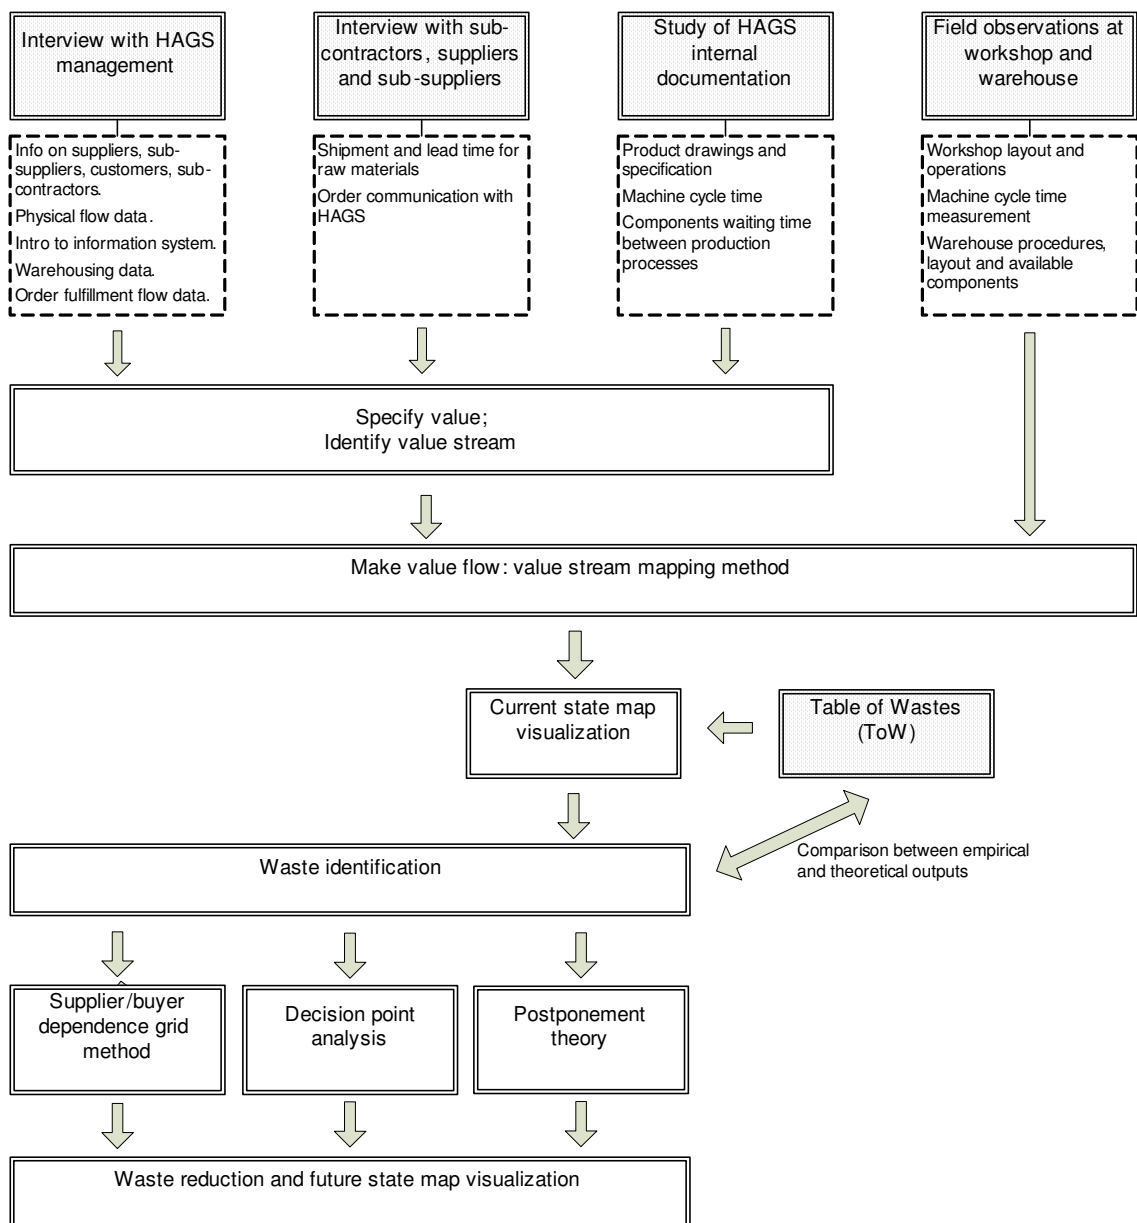 Interview with HAGS
management
Interview with sub-
contractors, suppliers
and sub-suppliers
Study of HAGS
internal
documentation
Field observations at
workshop and
warehouse
Info on suppliers, sub-
suppliers, customers, sub-
contractors.
Physical flow data.
Intro to information system.
Warehousing data.
Order fulfillment flow data.
Shipment and lead time for
raw materials
Order communication with
HAGS
Product drawings and
specification
Machine cycle time
Components waiting time
between production
processes
Workshop layout and
operations
Machine cycle time
measurement
Warehouse procedures,
layout and available
components
Specify value;
Identify value stream
Make value flow: value stream mapping method
Current state map
visualization
Table of Wastes
(ToW)
Waste identification
Comparison between empirical
and theoretical outputs
Supplier/buyer
dependence grid
method
Decision point
analysis
Postponement
theory
Waste reduction and future state map visualization